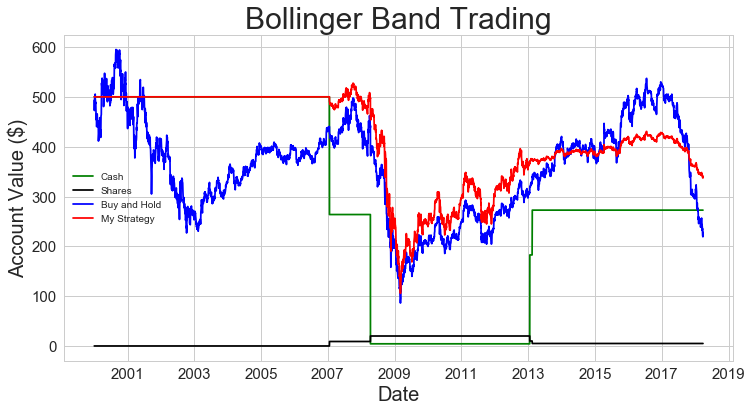 Bollinger Band Trading
Account Value ($)
600
500
400
300
200
100
0
Cash
Shares
Buy and Hold
My Strategy
2001 2003 2005 2007 2009 2011 2013 2015 2017 2019
Date